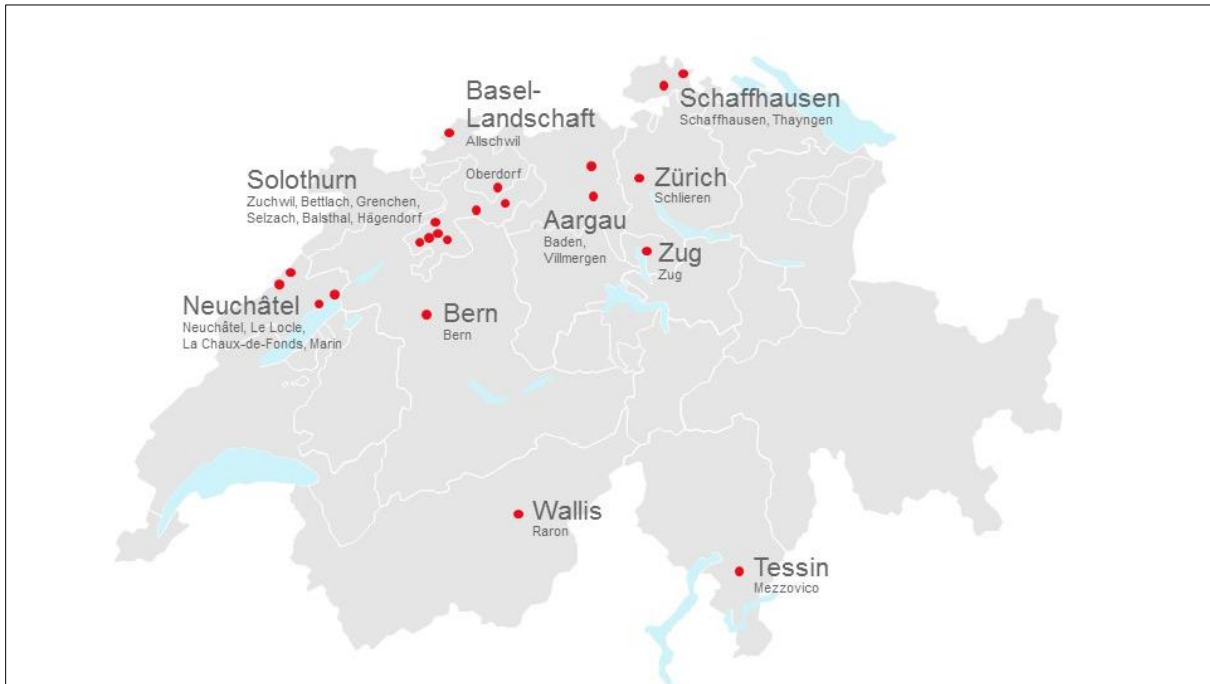 Basel-
Landschaft
Allschwil
Oberdorf
Schaffhausen
Schaffhausen, Thayngen
Solothurn
Zuchwil, Bettlach, Grenchen,
Selzach, Balsthal, Hägendorf
Zürich
Schlieren
Aargau
Baden,
Villmergen
Zug
Zug
Neuchâtel
Neuchâtel, Le Locle,
La Chaux-de-Fonds, Marin
Bern
Bern
Wallis
Raron
Tessin
Mezzovico